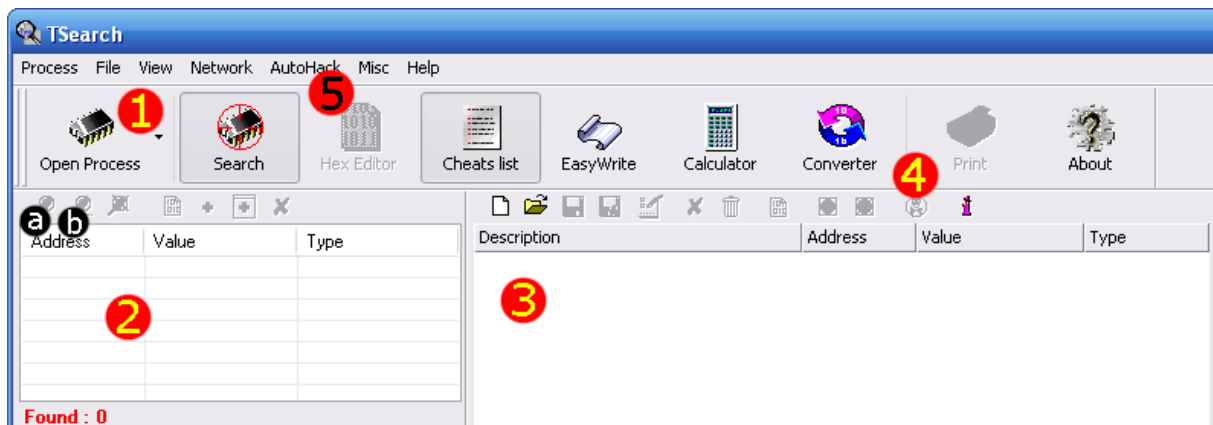 TSearch
Process File View Network AutoHack Misc Help
1 5
Open Process Search Hex Editor Cheats list EasyWrite Calculator Converter Print About
4
a b
Address Value Type Description Address Value Type
2 3
Found : 0